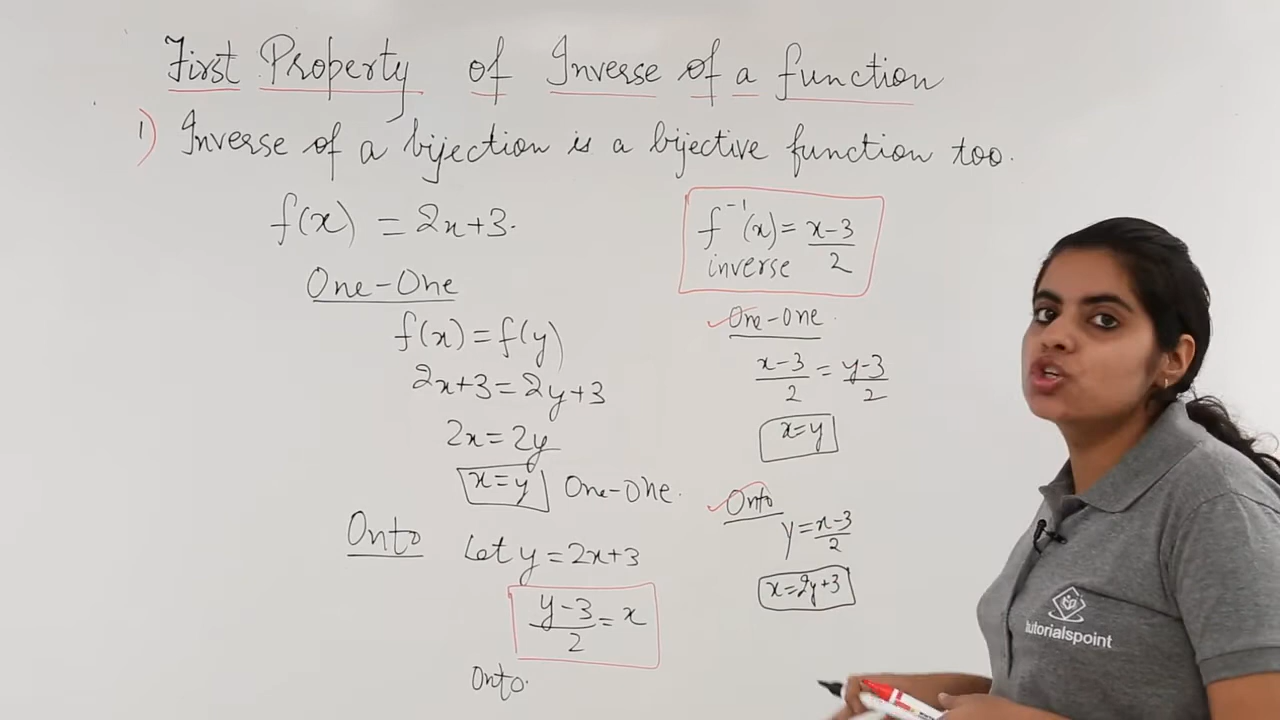 First Property of Inverse of a function
1) Inverse of a bijection is a bijective function too.
f(x) = 2x+3.
One-One
f(x) = f(y)
2x+3 = 2y+3
2x = 2y
x=y One-One.
Onto Let y = 2x+3
y-3/2 = x
Onto.
f⁻¹(x) = x-3/2
inverse
One-One.
x-3/2 = y-3/2
x=y
Onto
y = x-3/2
x=2y+3
tutorialspoint